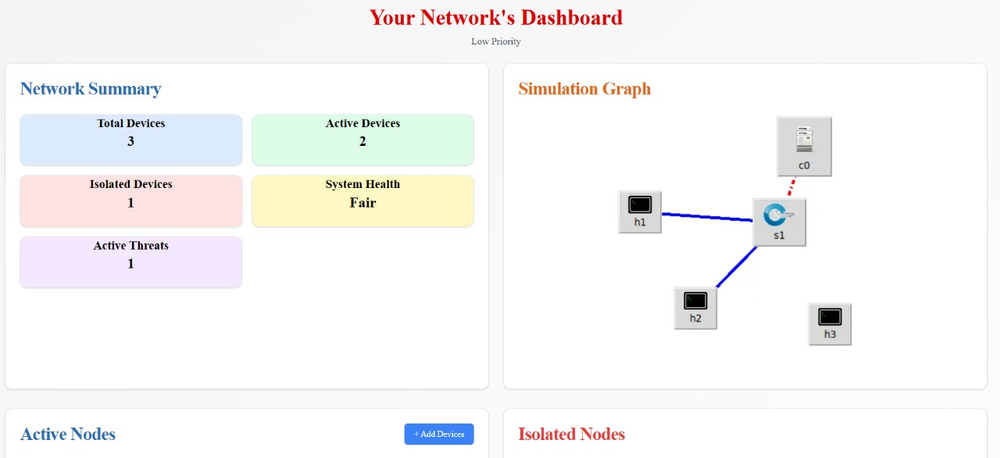 Your Network's Dashboard
Low Priority
Network Summary
Total Devices
3
Active Devices
2
Isolated Devices
1
System Health
Fair
Active Threats
1
Simulation Graph
c0
h1
s1
h2
h3
Active Nodes
+ Add Devices
Isolated Nodes